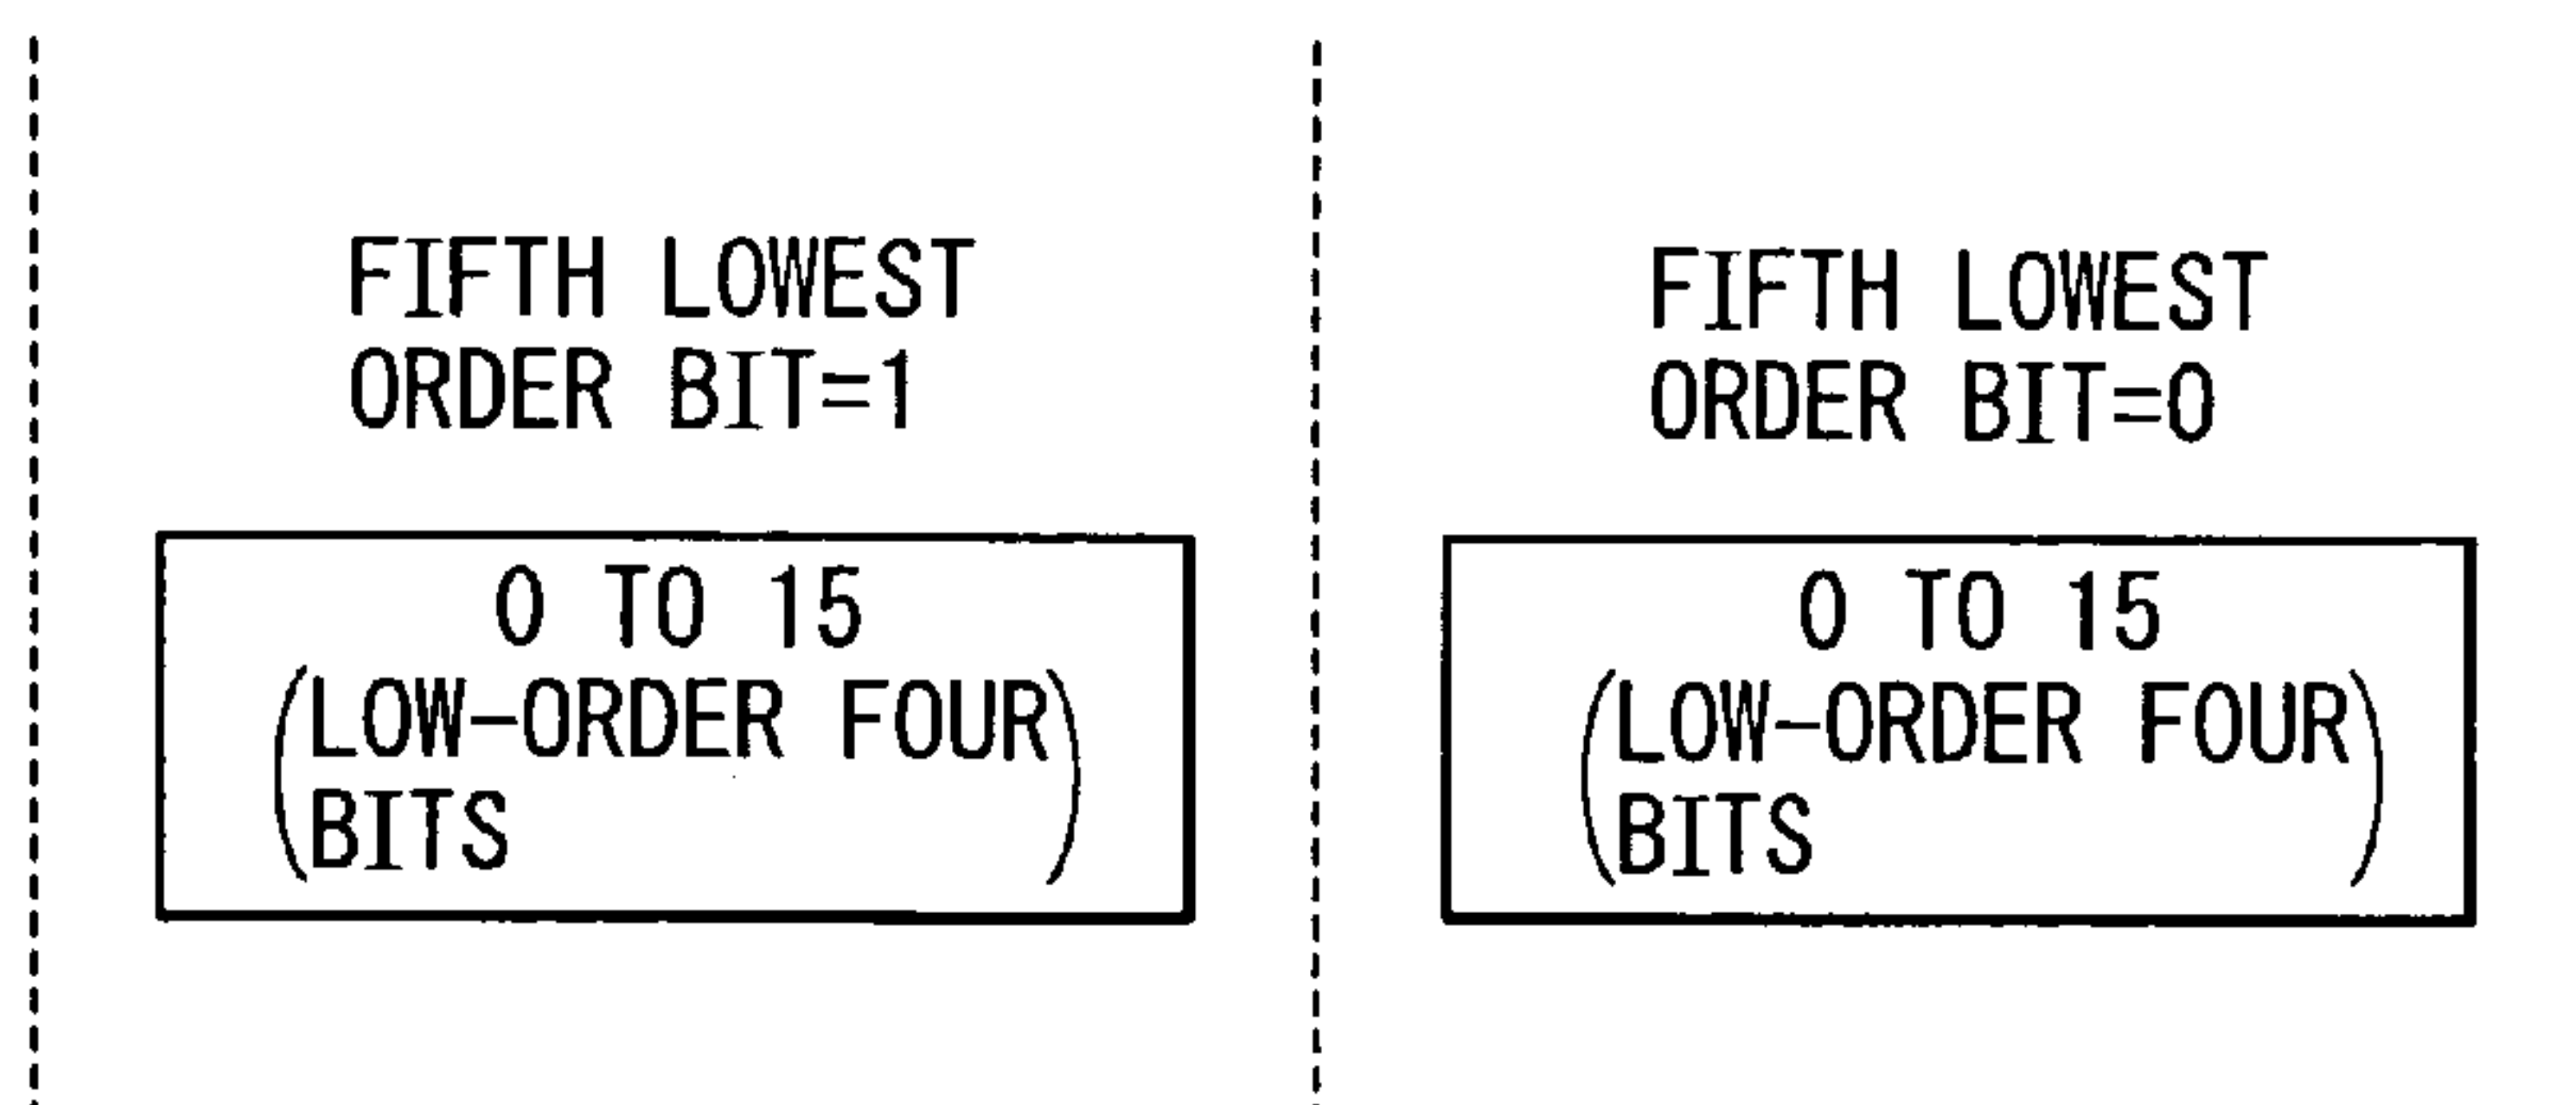 FIFTH LOWEST
ORDER BIT=1
0 TO 15
(LOW-ORDER FOUR
BITS)
FIFTH LOWEST
ORDER BIT=0
0 TO 15
(LOW-ORDER FOUR
BITS)